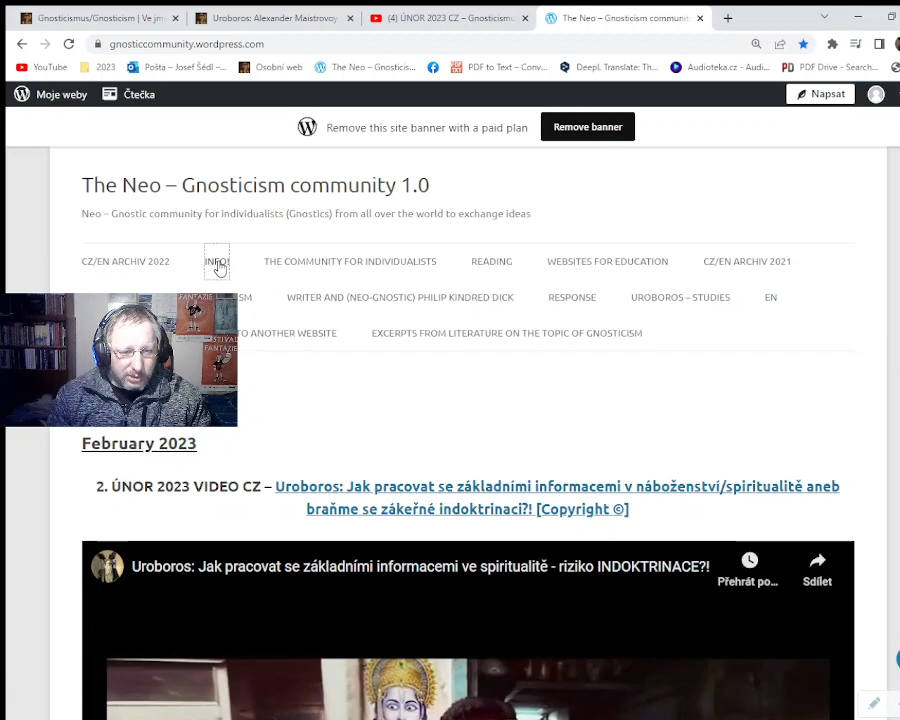 Gnosticismus/Gnosticism | Ve jm
Uroboros: Alexander Maistrovoy
(4) ÚNOR 2023 CZ – Gnosticismu
The Neo – Gnosticism communit
gnosticcommunity.wordpress.com
YouTube
2023
Pošta – Josef Šédl –...
Osobní web
The Neo – Gnosticis...
PDF to Text – Conv...
DeepL Translate: Th...
Audioteka.cz - Audi...
PDF Drive - Search...
Moje weby
Čtečka
Napsat
Remove this site banner with a paid plan
Remove banner
The Neo – Gnosticism community 1.0
Neo – Gnostic community for individualists (Gnostics) from all over the world to exchange ideas
CZ/EN ARCHIV 2022
INFO!
THE COMMUNITY FOR INDIVIDUALISTS
READING
WEBSITES FOR EDUCATION
CZ/EN ARCHIV 2021
SM
WRITER AND (NEO-GNOSTIC) PHILIP KINDRED DICK
RESPONSE
UROBOROS – STUDIES
EN
TO ANOTHER WEBSITE
EXCERPTS FROM LITERATURE ON THE TOPIC OF GNOSTICISM
FANTAZIE
FESTIVAL
FANTAZIE
February 2023
2. ÚNOR 2023 VIDEO CZ – Uroboros: Jak pracovat se základními informacemi v náboženství/spiritualitě aneb
braňme se zákeřné indoktrinaci?! [Copyright ©]
Uroboros: Jak pracovat se základními informacemi ve spiritualitě - riziko INDOKTRINACE?!
Přehrát po...
Sdílet